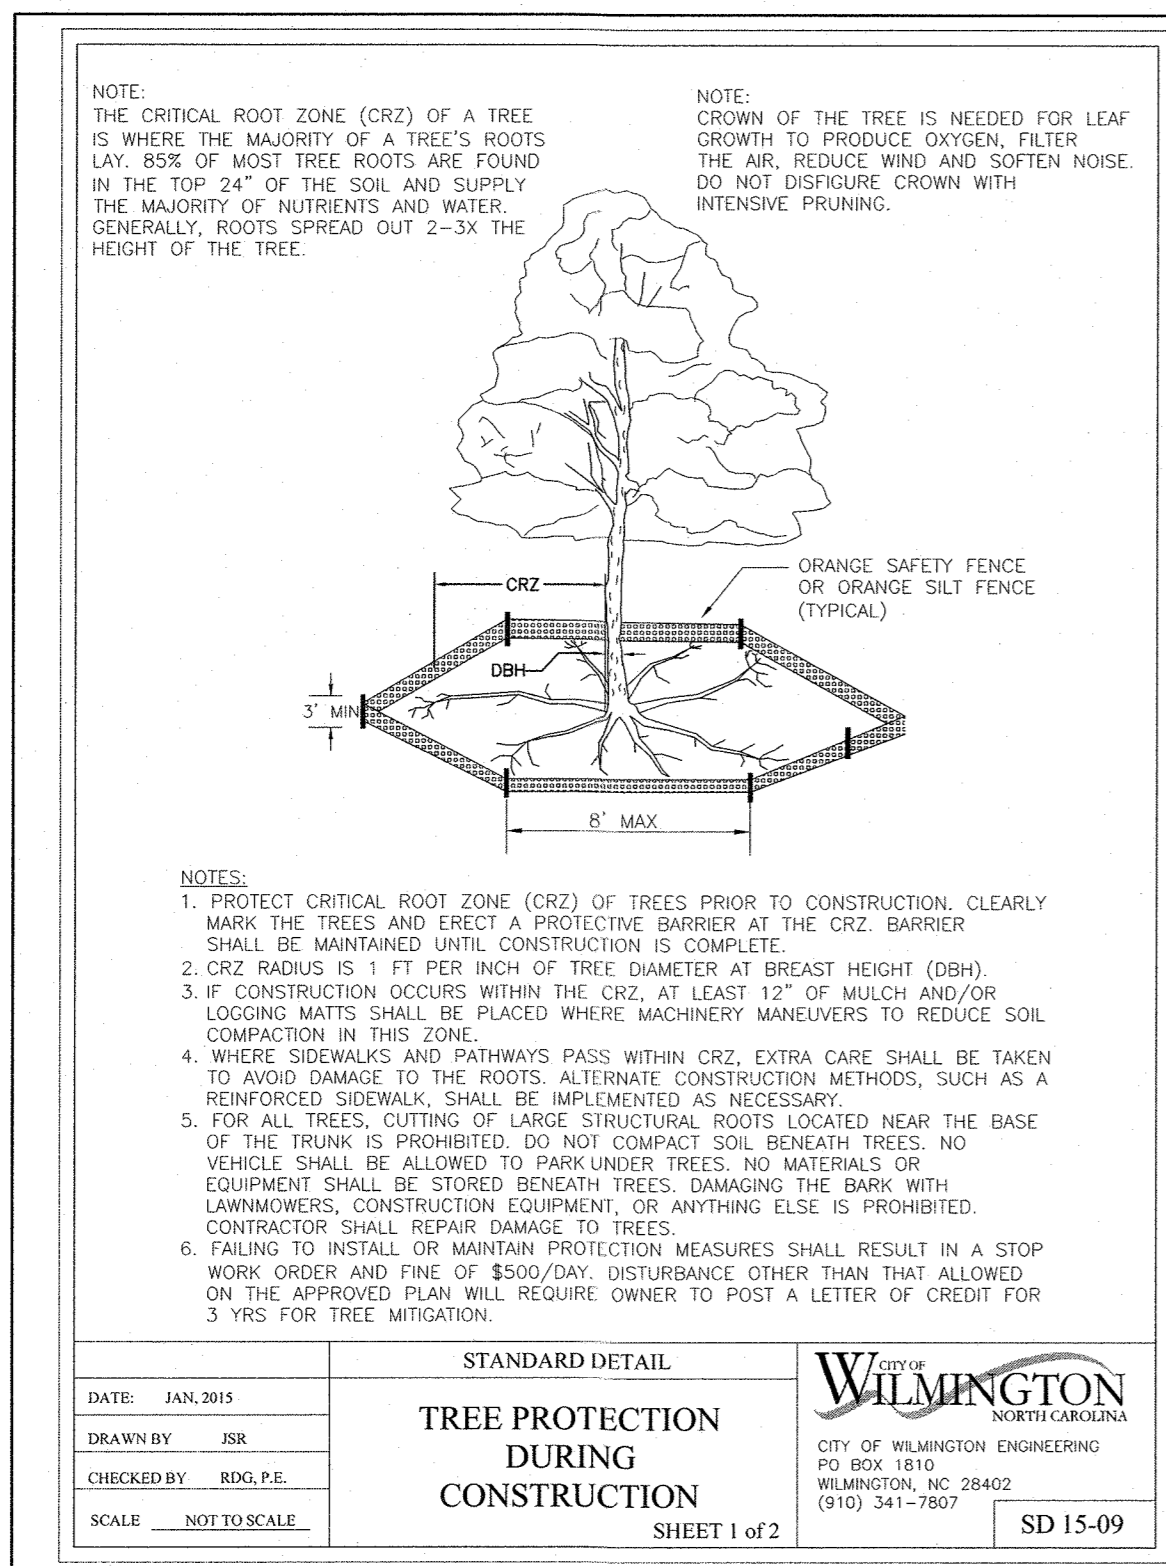 NOTE:
THE CRITICAL ROOT ZONE (CRZ) OF A TREE
IS WHERE THE MAJORITY OF A TREE'S ROOTS
LAY. 85% OF MOST TREE ROOTS ARE FOUND
IN THE TOP 24" OF THE SOIL AND SUPPLY
THE MAJORITY OF NUTRIENTS AND WATER.
GENERALLY, ROOTS SPREAD OUT 2-3X THE
HEIGHT OF THE TREE.
NOTE:
CROWN OF THE TREE IS NEEDED FOR LEAF
GROWTH TO PRODUCE OXYGEN, FILTER
THE AIR, REDUCE WIND AND SOFTEN NOISE.
DO NOT DISFIGURE CROWN WITH
INTENSIVE PRUNING.
ORANGE SAFETY FENCE
OR ORANGE SILT FENCE
(TYPICAL)
CRZ
DBH
3' MIN
8' MAX
NOTES:
1. PROTECT CRITICAL ROOT ZONE (CRZ) OF TREES PRIOR TO CONSTRUCTION. CLEARLY
MARK THE TREES AND ERECT A PROTECTIVE BARRIER AT THE CRZ. BARRIER
SHALL BE MAINTAINED UNTIL CONSTRUCTION IS COMPLETE.
2. CRZ RADIUS IS 1 FT PER INCH OF TREE DIAMETER AT BREAST HEIGHT (DBH).
3. IF CONSTRUCTION OCCURS WITHIN THE CRZ, AT LEAST 12" OF MULCH AND/OR
LOGGING MATTS SHALL BE PLACED WHERE MACHINERY MANEUVERS TO REDUCE SOIL
COMPACTION IN THIS ZONE.
4. WHERE SIDEWALKS AND PATHWAYS PASS WITHIN CRZ, EXTRA CARE SHALL BE TAKEN
TO AVOID DAMAGE TO THE ROOTS. ALTERNATE CONSTRUCTION METHODS, SUCH AS A
REINFORCED SIDEWALK, SHALL BE IMPLEMENTED AS NECESSARY.
5. FOR ALL TREES, CUTTING OF LARGE STRUCTURAL ROOTS LOCATED NEAR THE BASE
OF THE TRUNK IS PROHIBITED. DO NOT COMPACT SOIL BENEATH TREES. NO
VEHICLE SHALL BE ALLOWED TO PARK UNDER TREES. NO MATERIALS OR
EQUIPMENT SHALL BE STORED BENEATH TREES. DAMAGING THE BARK WITH
LAWNMOWERS, CONSTRUCTION EQUIPMENT, OR ANYTHING ELSE IS PROHIBITED.
CONTRACTOR SHALL REPAIR DAMAGE TO TREES.
6. FAILING TO INSTALL OR MAINTAIN PROTECTION MEASURES SHALL RESULT IN A STOP
WORK ORDER AND FINE OF $500/DAY. DISTURBANCE OTHER THAN THAT ALLOWED
ON THE APPROVED PLAN WILL REQUIRE OWNER TO POST A LETTER OF CREDIT FOR
3 YRS FOR TREE MITIGATION.
DATE: JAN, 2015
DRAWN BY JSR
CHECKED BY RDG, P.E.
SCALE NOT TO SCALE
STANDARD DETAIL
TREE PROTECTION
DURING
CONSTRUCTION
SHEET 1 of 2
CITY OF
WILMINGTON
NORTH CAROLINA
CITY OF WILMINGTON ENGINEERING
PO BOX 1810
WILMINGTON, NC 28402
(910) 341-7807
SD 15-09